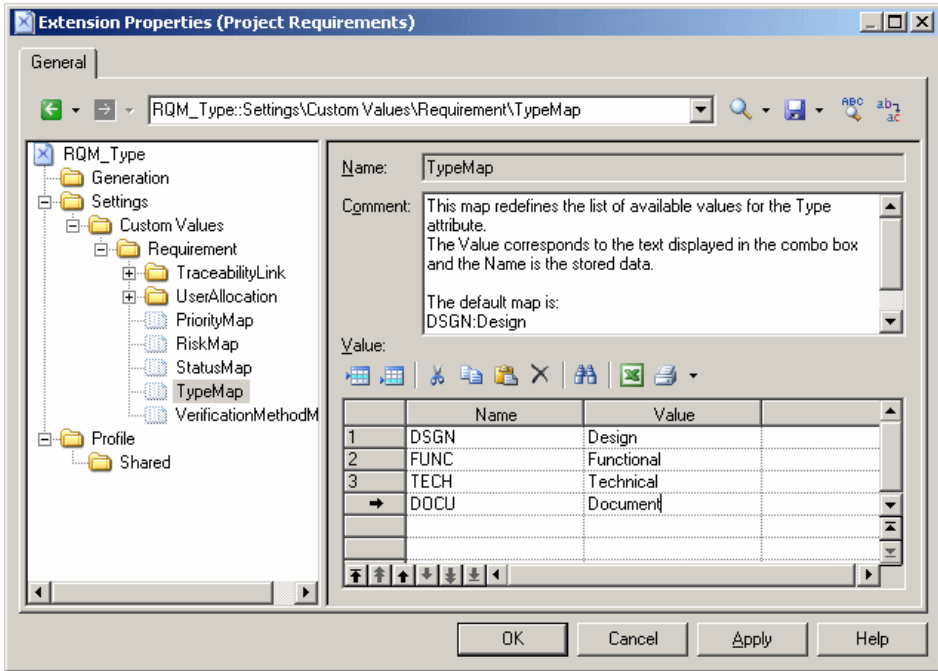 Extension Properties (Project Requirements)
General
RQM_Type::Settings\Custom Values\Requirement\TypeMap
ABC
ab
ac
RQM_Type
Generation
Settings
Custom Values
Requirement
TraceabilityLink
UserAllocation
PriorityMap
RiskMap
StatusMap
TypeMap
VerificationMethodM
Profile
Shared
Name: TypeMap
Comment: This map redefines the list of available values for the Type
attribute.
The Value corresponds to the text displayed in the combo box
and the Name is the stored data.
The default map is:
DSGN:Design
Value:
Name Value
1 DSGN Design
2 FUNC Functional
3 TECH Technical
DOCU Document
OK Cancel Apply Help